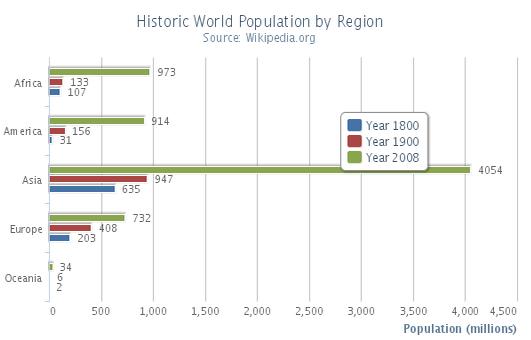 Historic World Population by Region
Source: Wikipedia.org
Africa
973
133
107
America
914
156
31
Asia
4054
947
635
Europe
732
408
203
Oceania
34
6
2
Year 1800
Year 1900
Year 2008
0 500 1,000 1,500 2,000 2,500 3,000 3,500 4,000 4,500
Population (millions)